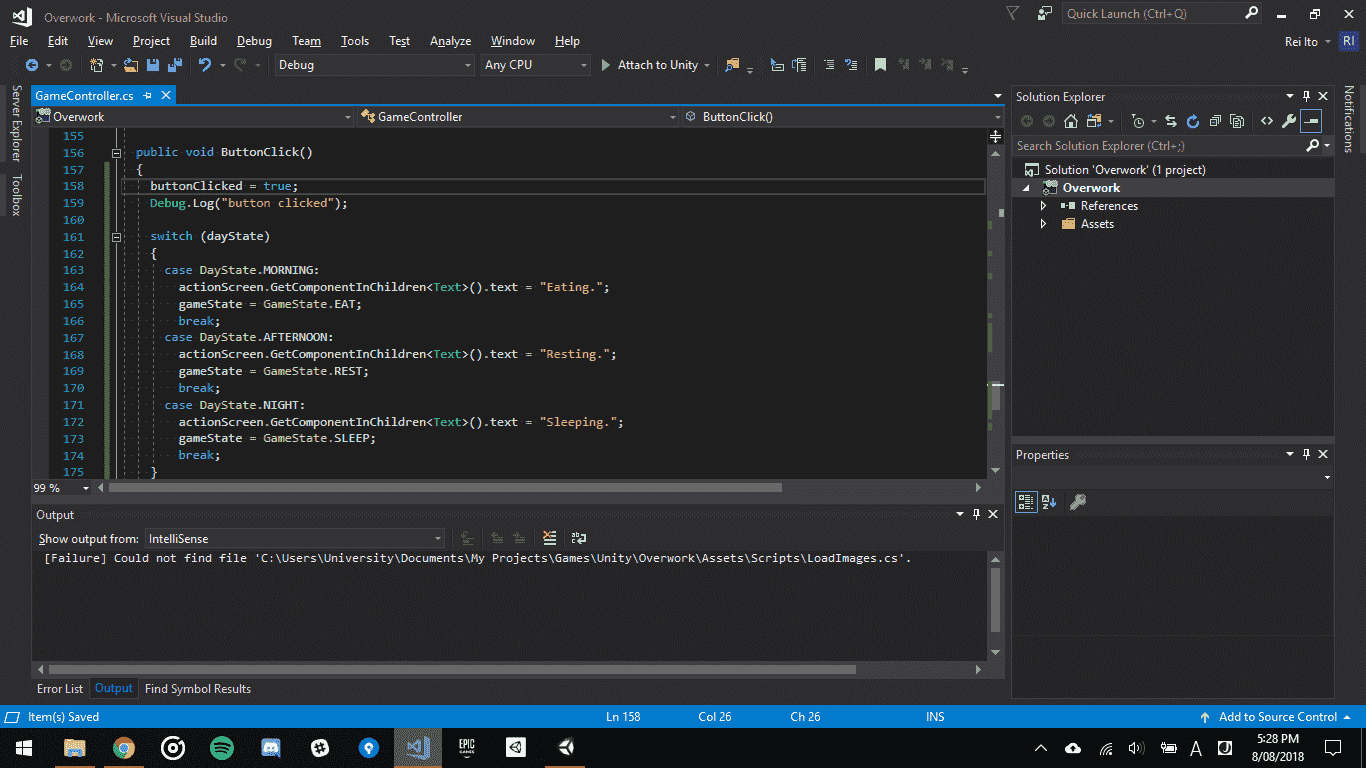 Overwork - Microsoft Visual Studio
Quick Launch (Ctrl+Q)
File Edit View Project Build Debug Team Tools Test Analyze Window Help
Rei Ito
RI
Debug Any CPU Attach to Unity
Server Explorer
Toolbox
GameController.cs
Overwork GameController ButtonClick()
155
156 public void ButtonClick()
157 {
158 buttonClicked = true;
159 Debug.Log("button clicked");
160
161 switch (dayState)
162 {
163 case DayState.MORNING:
164 actionScreen.GetComponentInChildren<Text>().text = "Eating.";
165 gameState = GameState.EAT;
166 break;
167 case DayState.AFTERNOON:
168 actionScreen.GetComponentInChildren<Text>().text = "Resting.";
169 gameState = GameState.REST;
170 break;
171 case DayState.NIGHT:
172 actionScreen.GetComponentInChildren<Text>().text = "Sleeping.";
173 gameState = GameState.SLEEP;
174 break;
175 }
99 %
Output
Show output from: IntelliSense
[Failure] Could not find file 'C:\Users\University\Documents\My Projects\Games\Unity\Overwork\Assets\Scripts\LoadImages.cs'.
Error List Output Find Symbol Results
Solution Explorer
Search Solution Explorer (Ctrl+;)
Solution 'Overwork' (1 project)
Overwork
References
Assets
Properties
Notifications
Item(s) Saved Ln 158 Col 26 Ch 26 INS Add to Source Control
EPIC
GAMES
A
J
5:28 PM
8/08/2018